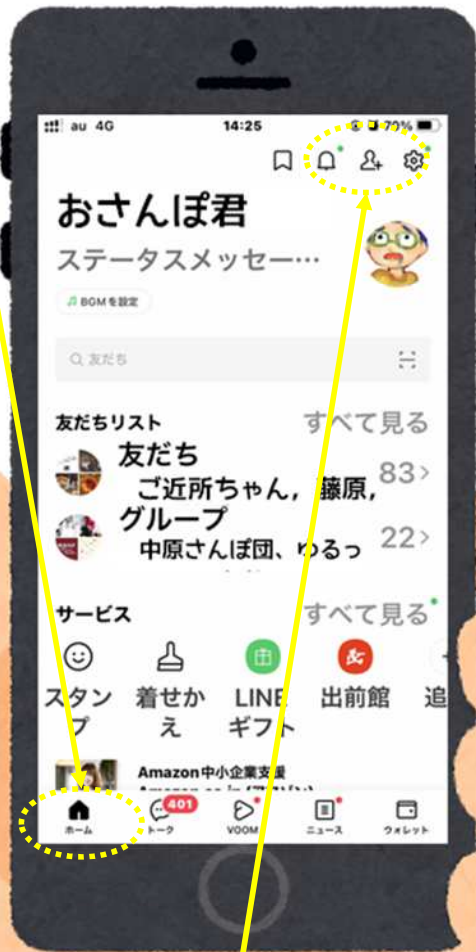 au 4G 14:25 79%
おさんぽ君
ステータスメッセー…
BGMを設定
友だち
友だちリスト すべて見る
友だち
ご近所ちゃん，藤原， 83>
グループ
中原さんぽ団、ゆるっ 22>
サービス すべて見る
スタンプ 着せかえ LINEギフト 出前館 追
Amazon中小企業支援
401
ホーム トーク VOOM ニュース ウォレット